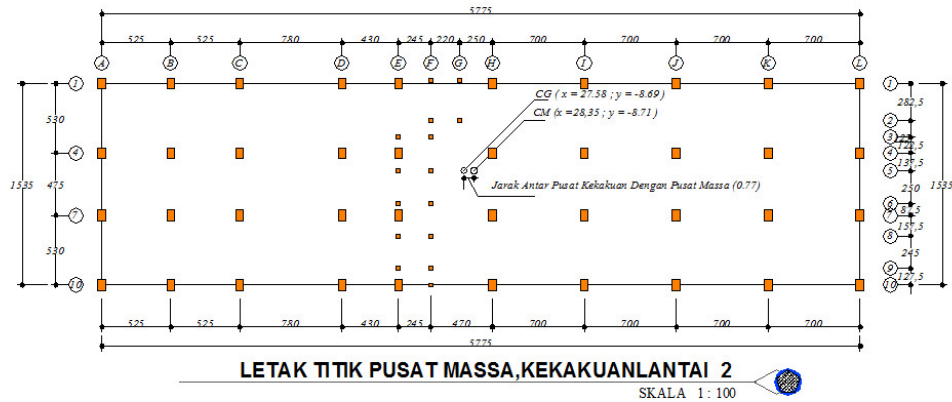 5775
525 525 780 430 245 220 250 700 700 700 700
A B C D E F G H I J K L
1 1
CG ( x = 27.58 ; y = -8.69)
282,5
CM (x =28,35 ; y = -8.71 )
530
2
3
4 4
122,5
137,5
5
1535 475 1535
Jarak Antar Pusat Kekakuan Dengan Pusat Massa (0.77)
250
6
7 7
87,5
157,5
8
530
245
9
10 10
127,5
525 525 780 430 245 470 700 700 700 700
5775
LETAK TITIK PUSAT MASSA,KEKAKUANLANTAI 2
SKALA 1 : 100